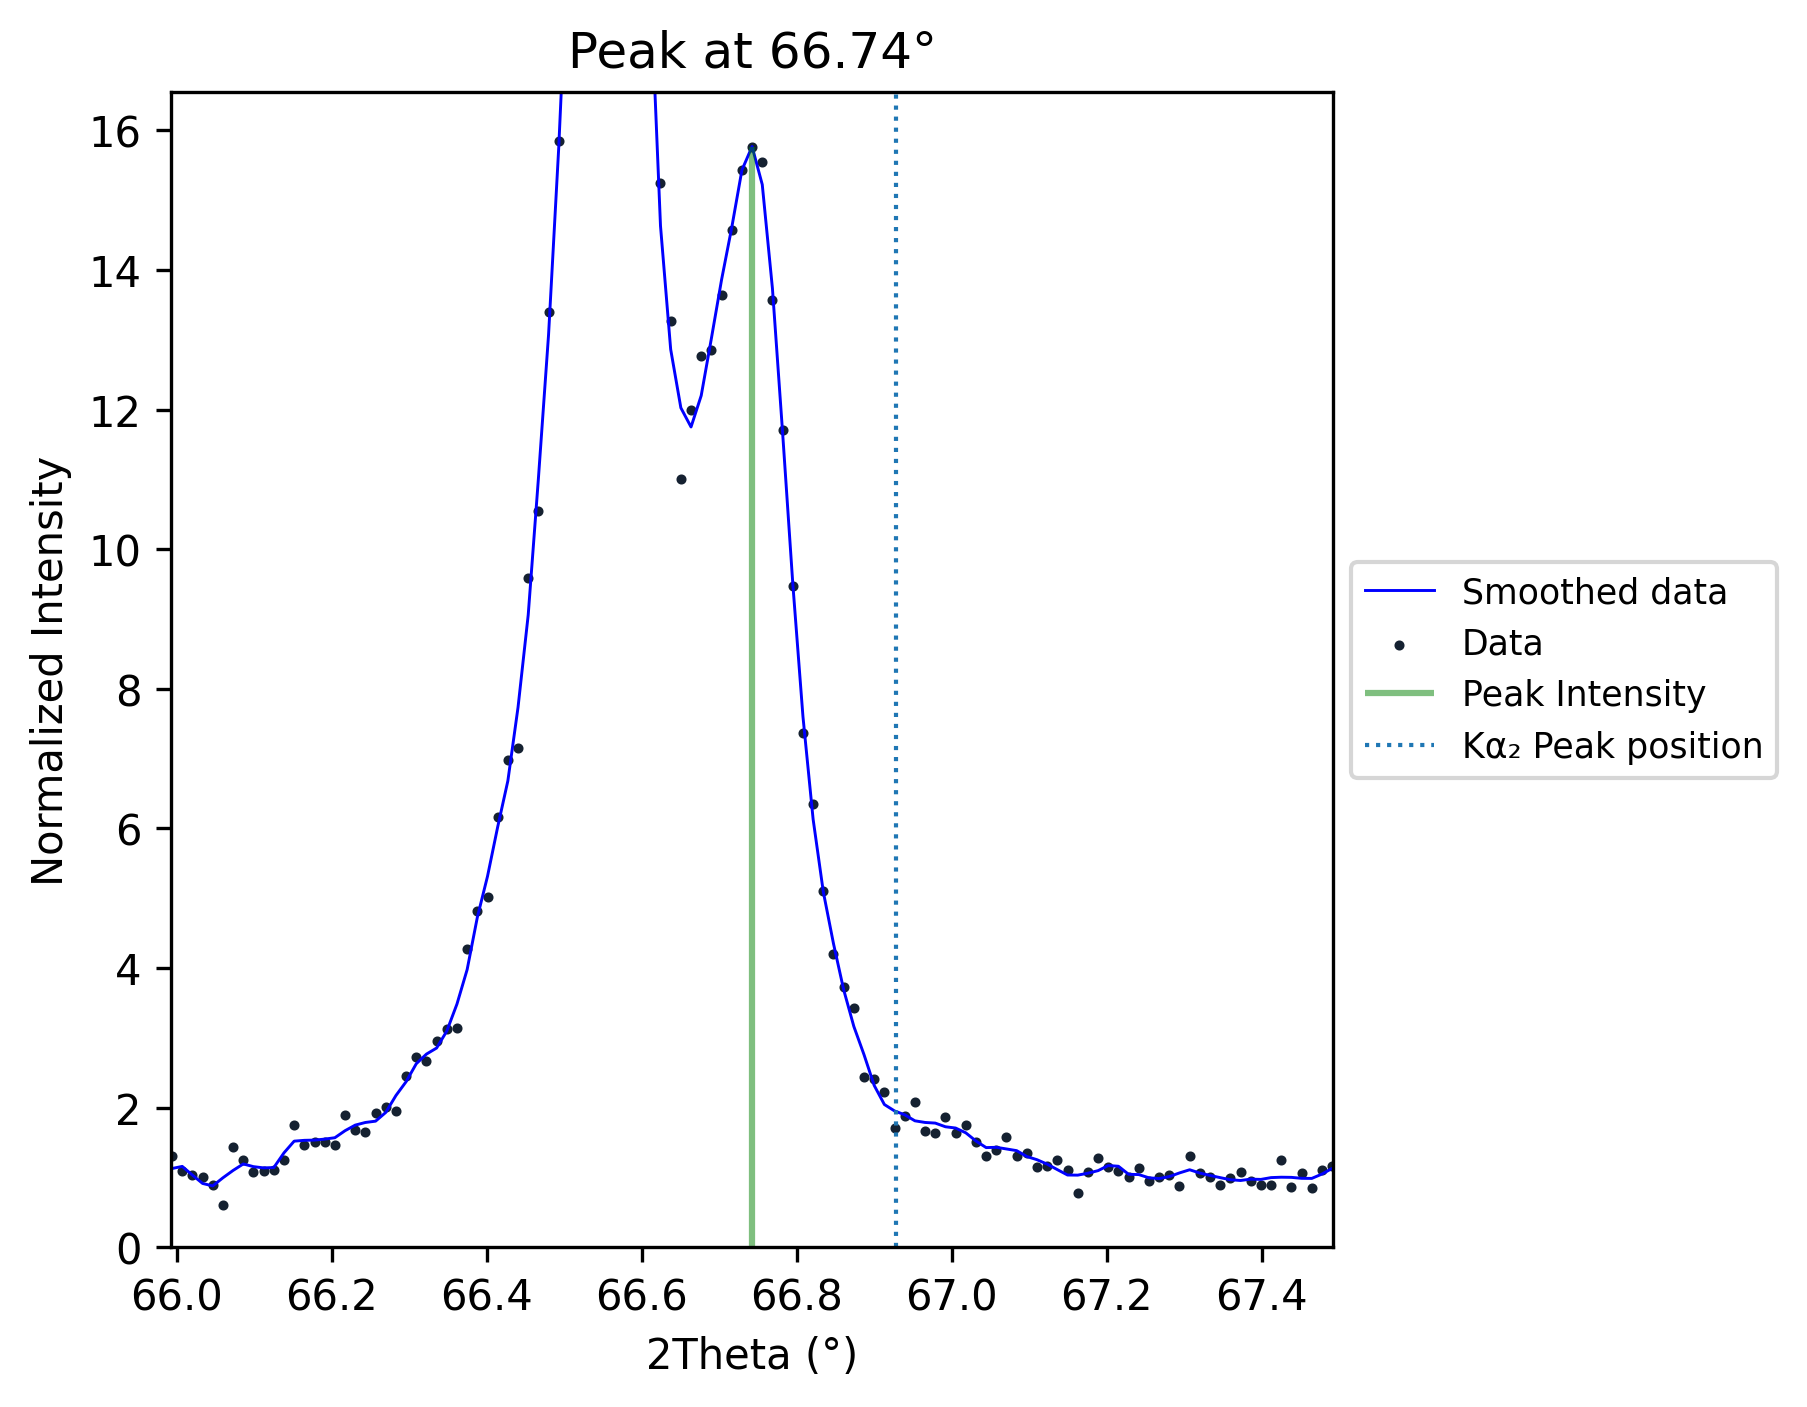 Peak at 66.74°
16
14
12
10
8
6
4
2
0
Normalized Intensity
66.0 66.2 66.4 66.6 66.8 67.0 67.2 67.4
2Theta (°)
Smoothed data
Data
Peak Intensity
Kα₂ Peak position